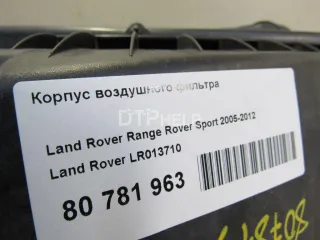 Корпус воздушного фильтра
Land Rover Range Rover Sport 2005-2012
Land Rover LR013710
80 781 963